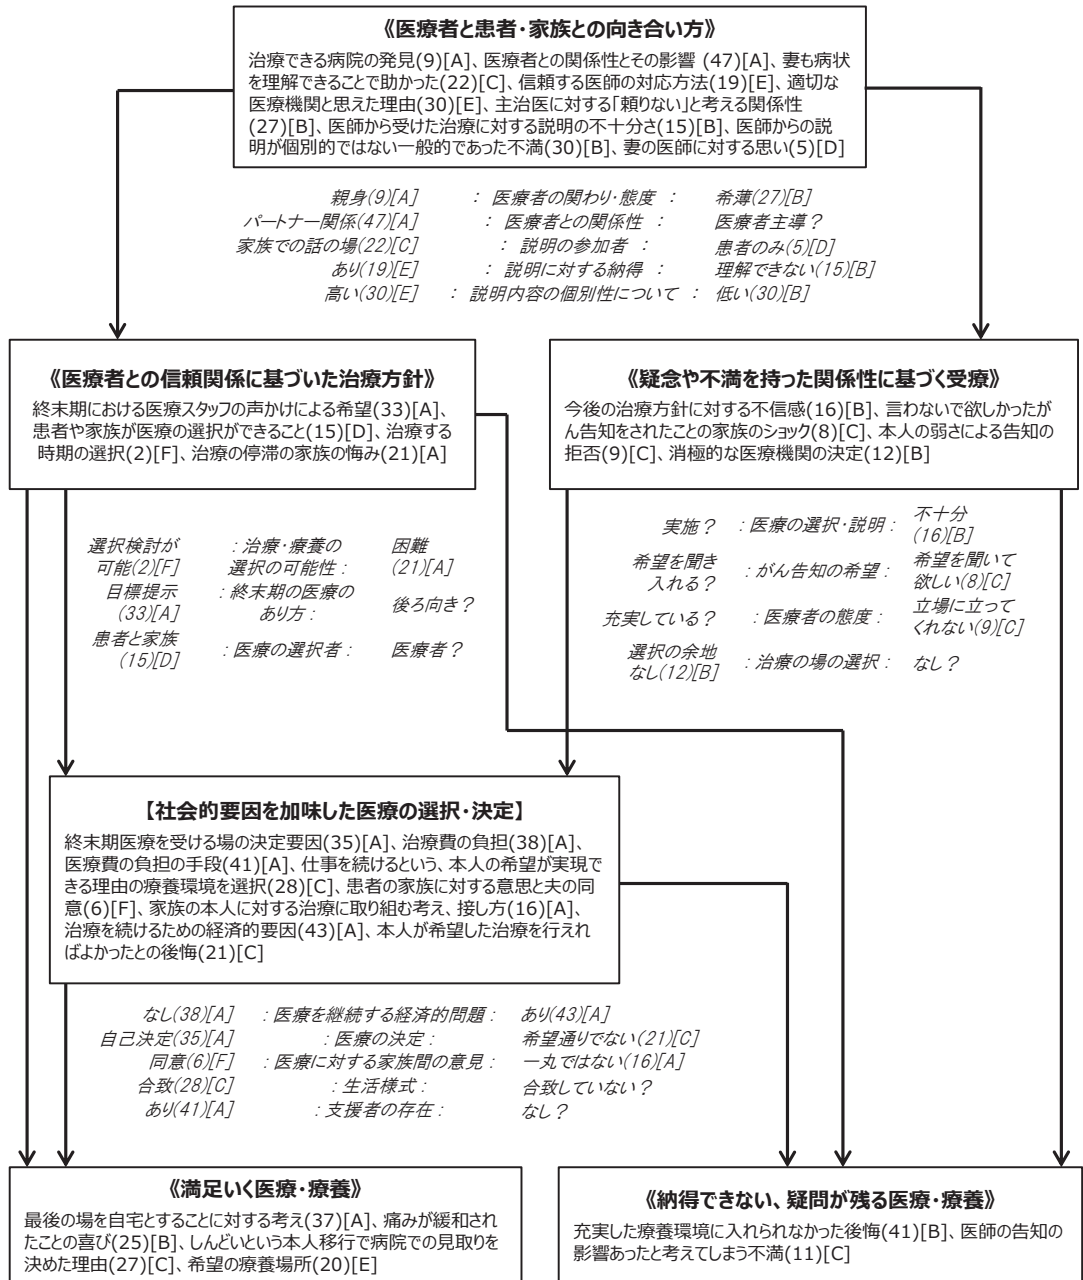 《医療者と患者・家族との向き合い方》
治療できる病院の発見(9)[A]、医療者との関係性とその影響 (47)[A]、妻も病状
を理解できることで助かった(22)[C]、信頼する医師の対応方法(19)[E]、適切な
医療機関と思えた理由(30)[E]、主治医に対する「頼りない」と考える関係性
(27)[B]、医師から受けた治療に対する説明の不十分さ(15)[B]、医師からの説
明が個別的ではない一般的であった不満(30)[B]、妻の医師に対する思い(5)[D]
親身(9)[A] : 医療者の関わり・態度 : 希薄(27)[B]
パートナー関係(47)[A] : 医療者との関係性 : 医療者主導？
家族での話の場(22)[C] : 説明の参加者 : 患者のみ(5)[D]
あり(19)[E] : 説明に対する納得 : 理解できない(15)[B]
高い(30)[E] : 説明内容の個別性について : 低い(30)[B]
《医療者との信頼関係に基づいた治療方針》
終末期における医療スタッフの声かけによる希望(33)[A]、
患者や家族が医療の選択ができること(15)[D]、治療する
時期の選択(2)[F]、治療の停滞の家族の悔み(21)[A]
《疑念や不満を持った関係性に基づく受療》
今後の治療方針に対する不信感(16)[B]、言わないで欲しかったが
ん告知をされたことの家族のショック(8)[C]、本人の弱さによる告知の
拒否(9)[C]、消極的な医療機関の決定(12)[B]
選択検討が : 治療・療養の 困難
可能(2)[F] 選択の可能性 : (21)[A]
目標提示 : 終末期の医療の 後ろ向き？
(33)[A] あり方 :
患者と家族 : 医療の選択者 : 医療者？
(15)[D]
実施？ : 医療の選択・説明 : 不十分
(16)[B]
希望を聞き : がん告知の希望 : 希望を聞いて
入れる？ 欲しい(8)[C]
充実している？ : 医療者の態度 : 立場に立って
くれない(9)[C]
選択の余地 : 治療の場の選択 : なし？
なし(12)[B]
【社会的要因を加味した医療の選択・決定】
終末期医療を受ける場の決定要因(35)[A]、治療費の負担(38)[A]、
医療費の負担の手段(41)[A]、仕事を続けるという、本人の希望が実現で
きる理由の療養環境を選択(28)[C]、患者の家族に対する意思と夫の同
意(6)[F]、家族の本人に対する治療に取り組む考え、接し方(16)[A]、
治療を続けるための経済的要因(43)[A]、本人が希望した治療を行えれ
ばよかったとの後悔(21)[C]
なし(38)[A] : 医療を継続する経済的問題 : あり(43)[A]
自己決定(35)[A] : 医療の決定 : 希望通りでない(21)[C]
同意(6)[F] : 医療に対する家族間の意見 : 一丸ではない(16)[A]
合致(28)[C] : 生活様式 : 合致していない？
あり(41)[A] : 支援者の存在 : なし？
《満足いく医療・療養》
最後の場を自宅とすることに対する考え(37)[A]、痛みが緩和され
たことの喜び(25)[B]、しんどいという本人移行で病院での見取りを
決めた理由(27)[C]、希望の療養場所(20)[E]
《納得できない、疑問が残る医療・療養》
充実した療養環境に入れられなかった後悔(41)[B]、医師の告知の
影響あったと考えてしまう不満(11)[C]